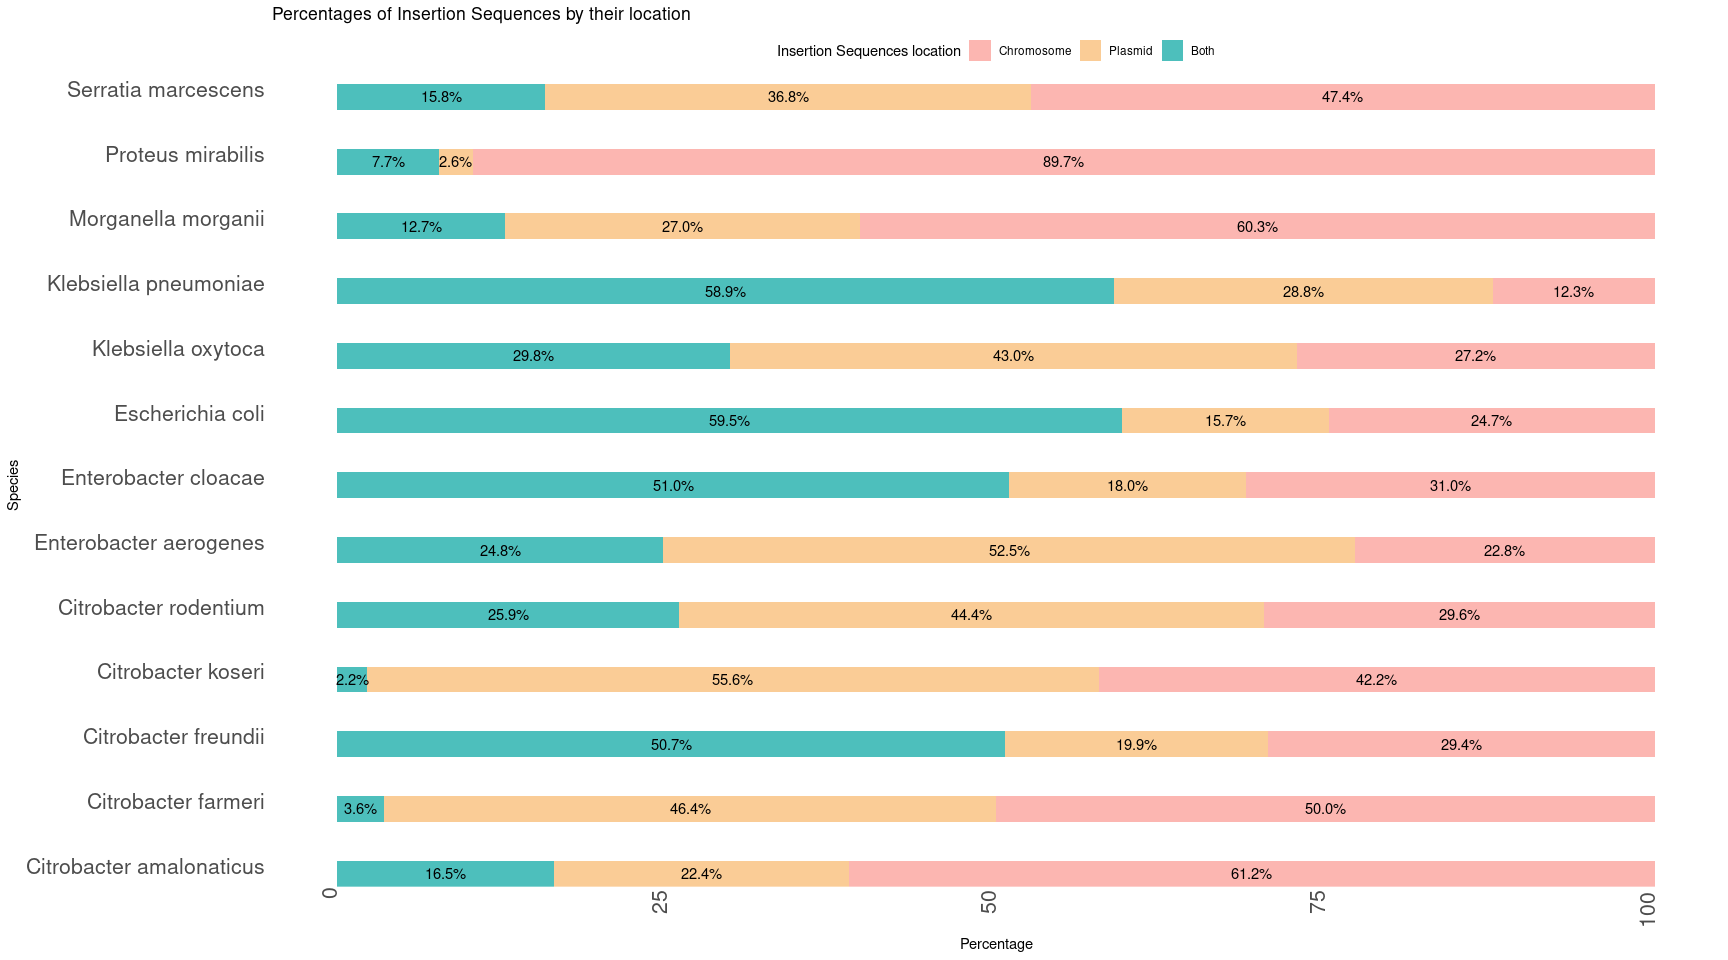 Percentages of Insertion Sequences by their location
Insertion Sequences location Chromosome Plasmid Both
Serratia marcescens 15.8% 36.8% 47.4%
Proteus mirabilis 7.7% 2.6% 89.7%
Morganella morganii 12.7% 27.0% 60.3%
Klebsiella pneumoniae 58.9% 28.8% 12.3%
Klebsiella oxytoca 29.8% 43.0% 27.2%
Escherichia coli 59.5% 15.7% 24.7%
Enterobacter cloacae 51.0% 18.0% 31.0%
Enterobacter aerogenes 24.8% 52.5% 22.8%
Citrobacter rodentium 25.9% 44.4% 29.6%
Citrobacter koseri 2.2% 55.6% 42.2%
Citrobacter freundii 50.7% 19.9% 29.4%
Citrobacter farmeri 3.6% 46.4% 50.0%
Citrobacter amalonaticus 16.5% 22.4% 61.2%
Species
0 25 50 75 100
Percentage